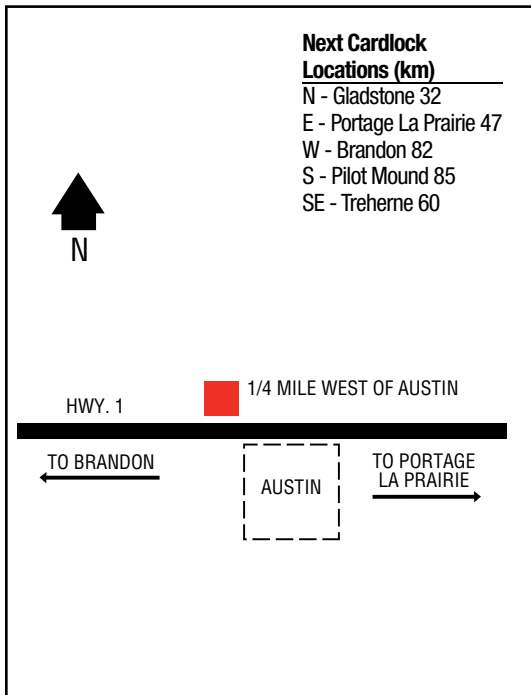 Next Cardlock
Locations (km)
N - Gladstone 32
E - Portage La Prairie 47
W - Brandon 82
S - Pilot Mound 85
SE - Treherne 60
N
1/4 MILE WEST OF AUSTIN
HWY. 1
TO BRANDON
AUSTIN
TO PORTAGE
LA PRAIRIE